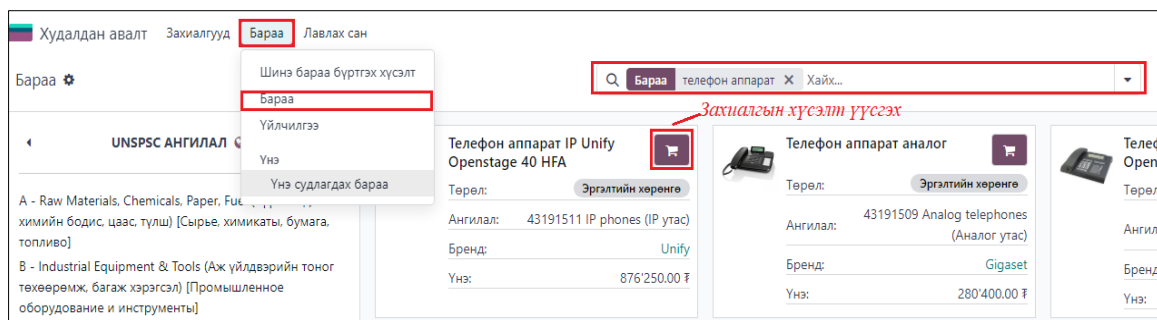 Худалдан авалт Захиалгууд Бараа Лавлах сан
Бараа
Шинэ бараа бүртгэх хүсэлт
Бараа
Үйлчилгээ
Үнэ
Үнэ судлагдах бараа
Бараа телефон аппарат X Хайх...
Захиалгын хүсэлт үүсгэх
UNSPSC АНГИЛАЛ
A - Raw Materials, Chemicals, Paper,
химийн бодис, цаас, түлш) [Сырье, химикаты, бумага,
топливо]
B - Industrial Equipment & Tools (Аж үйлдвэрийн тоног
төхөөрөмж, багаж хэрэгсэл) [Промышленное
оборудование и инструменты]
Телефон аппарат IP Unify
Openstage 40 HFA
Төрөл: Эргэлтийн хөрөнгө
Ангилал: 43191511 IP phones (IP утас)
Бренд: Unify
Үнэ: 876'250.00 ₮
Телефон аппарат аналог
Төрөл: Эргэлтийн хөрөнгө
Ангилал: 43191509 Analog telephones
(Аналог утас)
Бренд: Gigaset
Үнэ: 280'400.00 ₮
Үнэ: